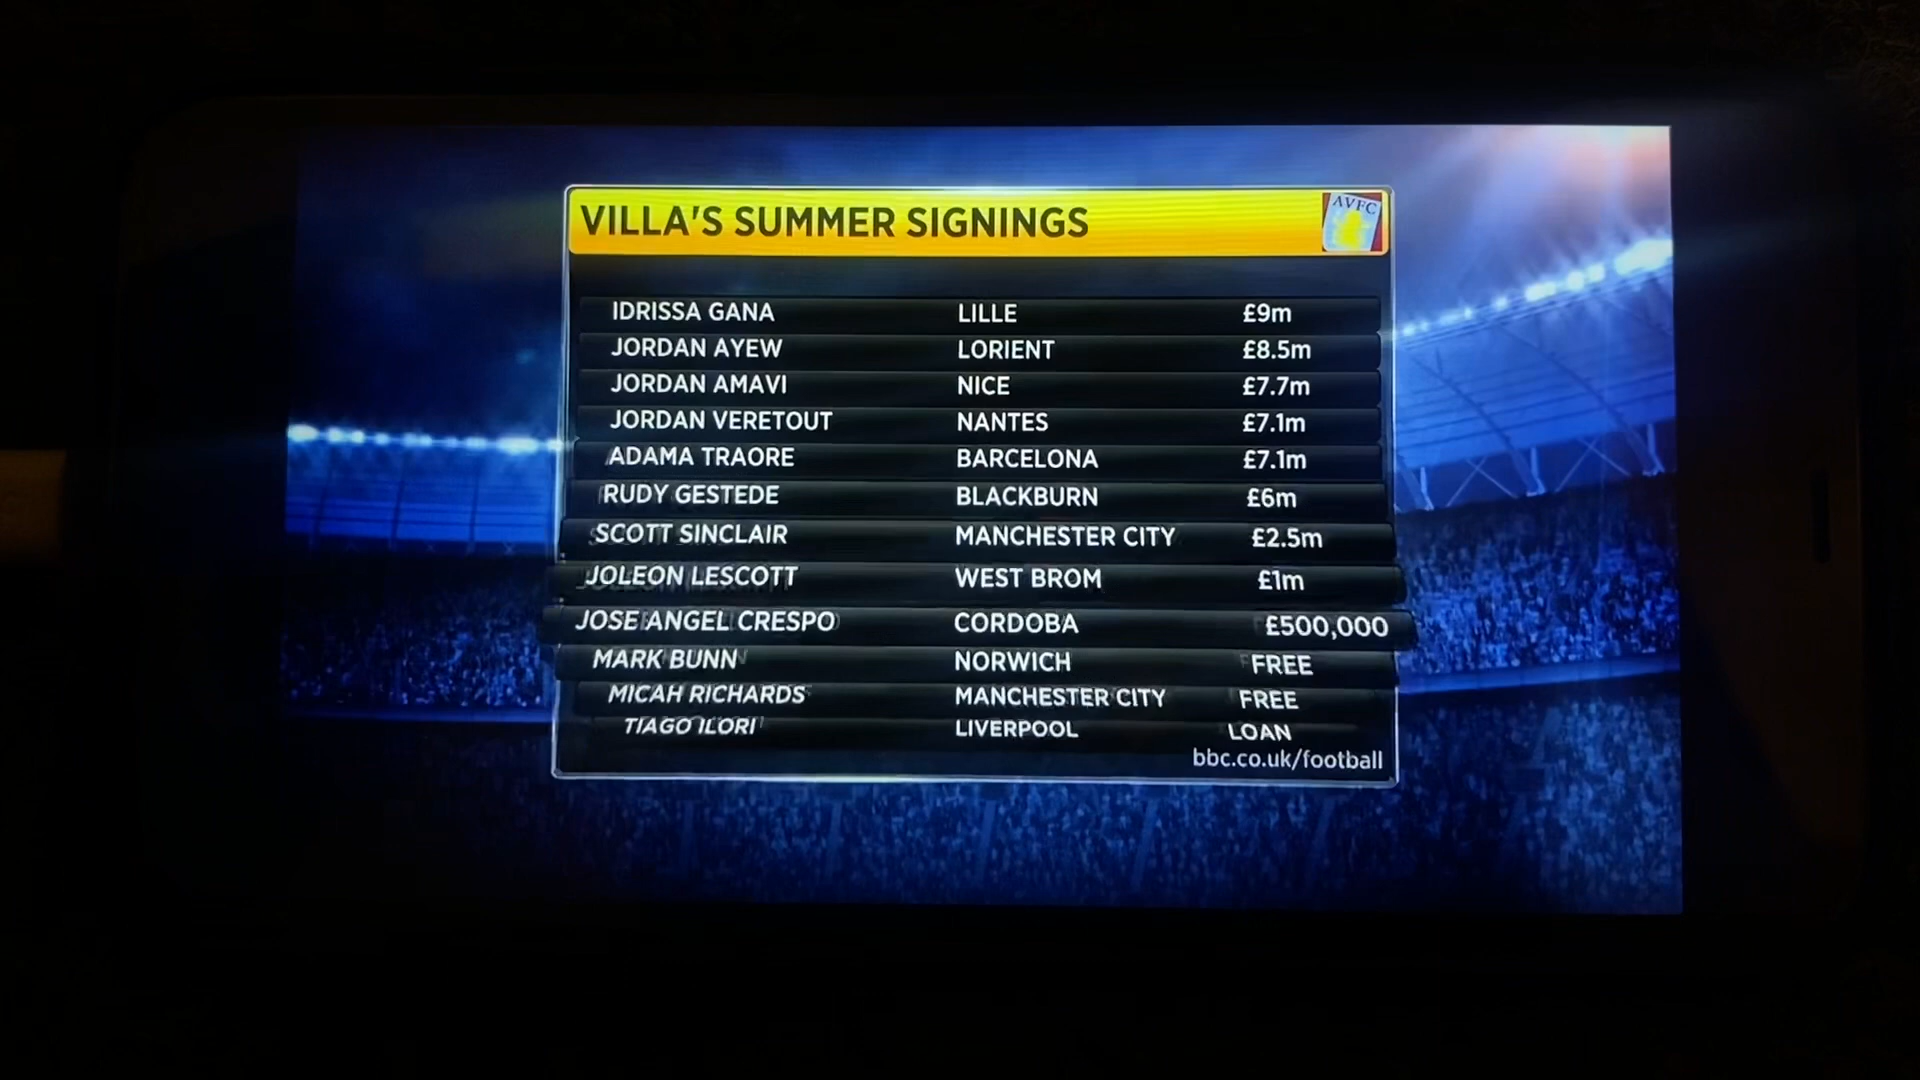 VILLA'S SUMMER SIGNINGS
AVFC
IDRISSA GANA LILLE £9m
JORDAN AYEW LORIENT £8.5m
JORDAN AMAVI NICE £7.7m
JORDAN VERETOUT NANTES £7.1m
ADAMA TRAORE BARCELONA £7.1m
RUDY GESTEDE BLACKBURN £6m
SCOTT SINCLAIR MANCHESTER CITY £2.5m
JOLEON LESCOTT WEST BROM £1m
JOSE ANGEL CRESPO CORDOBA £500,000
MARK BUNN NORWICH FREE
MICAH RICHARDS MANCHESTER CITY FREE
TIAGO ILORI LIVERPOOL LOAN
bbc.co.uk/football